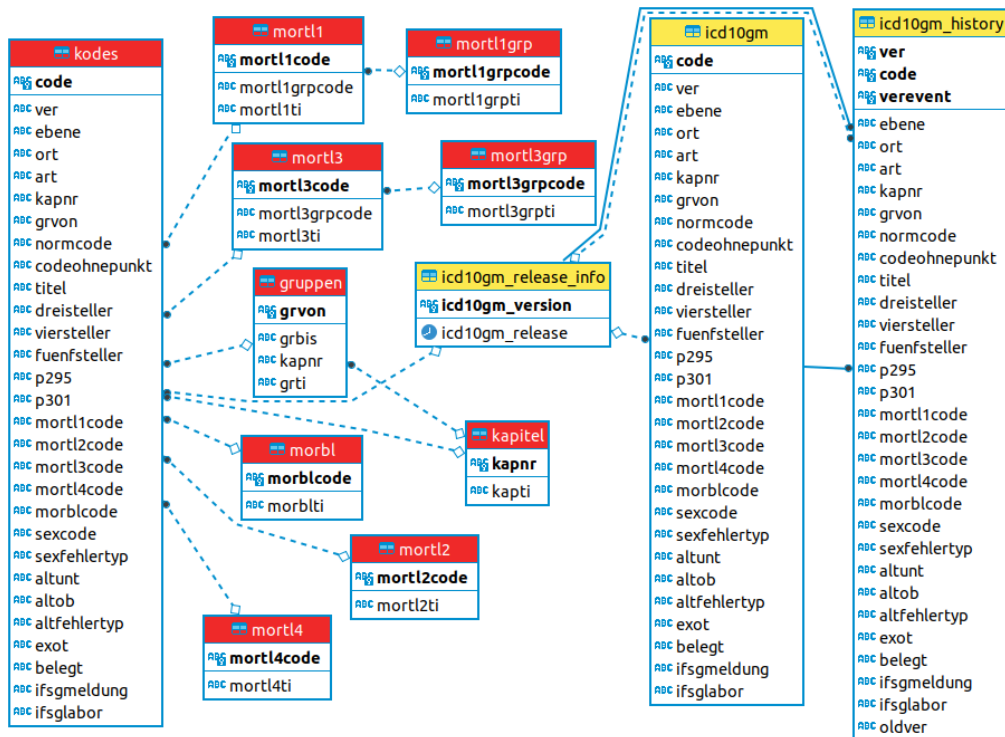 kodes
code
ver
ebene
ort
art
kapnr
grvon
normcode
codeohnepunkt
titel
dreisteller
viersteller
fuenfsteller
p295
p301
mortl1code
mortl2code
mortl3code
mortl4code
morblcode
sexcode
sexfehlertyp
altunt
altob
altfehlertyp
exot
belegt
ifsgmeldung
ifsglabor
mortl1
mortl1code
mortl1grpcode
mortl1ti
mortl1grp
mortl1grpcode
mortl1grpti
mortl3
mortl3code
mortl3grpcode
mortl3ti
mortl3grp
mortl3grpcode
mortl3grpti
gruppen
grvon
grbis
kapnr
grti
icd10gm_release_info
icd10gm_version
icd10gm_release
morbl
morblcode
morblti
kapitel
kapnr
kapti
mortl2
mortl2code
mortl2ti
mortl4
mortl4code
mortl4ti
icd10gm
code
ver
ebene
ort
art
kapnr
grvon
normcode
codeohnepunkt
titel
dreisteller
viersteller
fuenfsteller
p295
p301
mortl1code
mortl2code
mortl3code
mortl4code
morblcode
sexcode
sexfehlertyp
altunt
altob
altfehlertyp
exot
belegt
ifsgmeldung
ifsglabor
icd10gm_history
ver
code
verevent
ebene
ort
art
kapnr
grvon
normcode
codeohnepunkt
titel
dreisteller
viersteller
fuenfsteller
p295
p301
mortl1code
mortl2code
mortl3code
mortl4code
morblcode
sexcode
sexfehlertyp
altunt
altob
altfehlertyp
exot
belegt
ifsgmeldung
ifsglabor
oldver